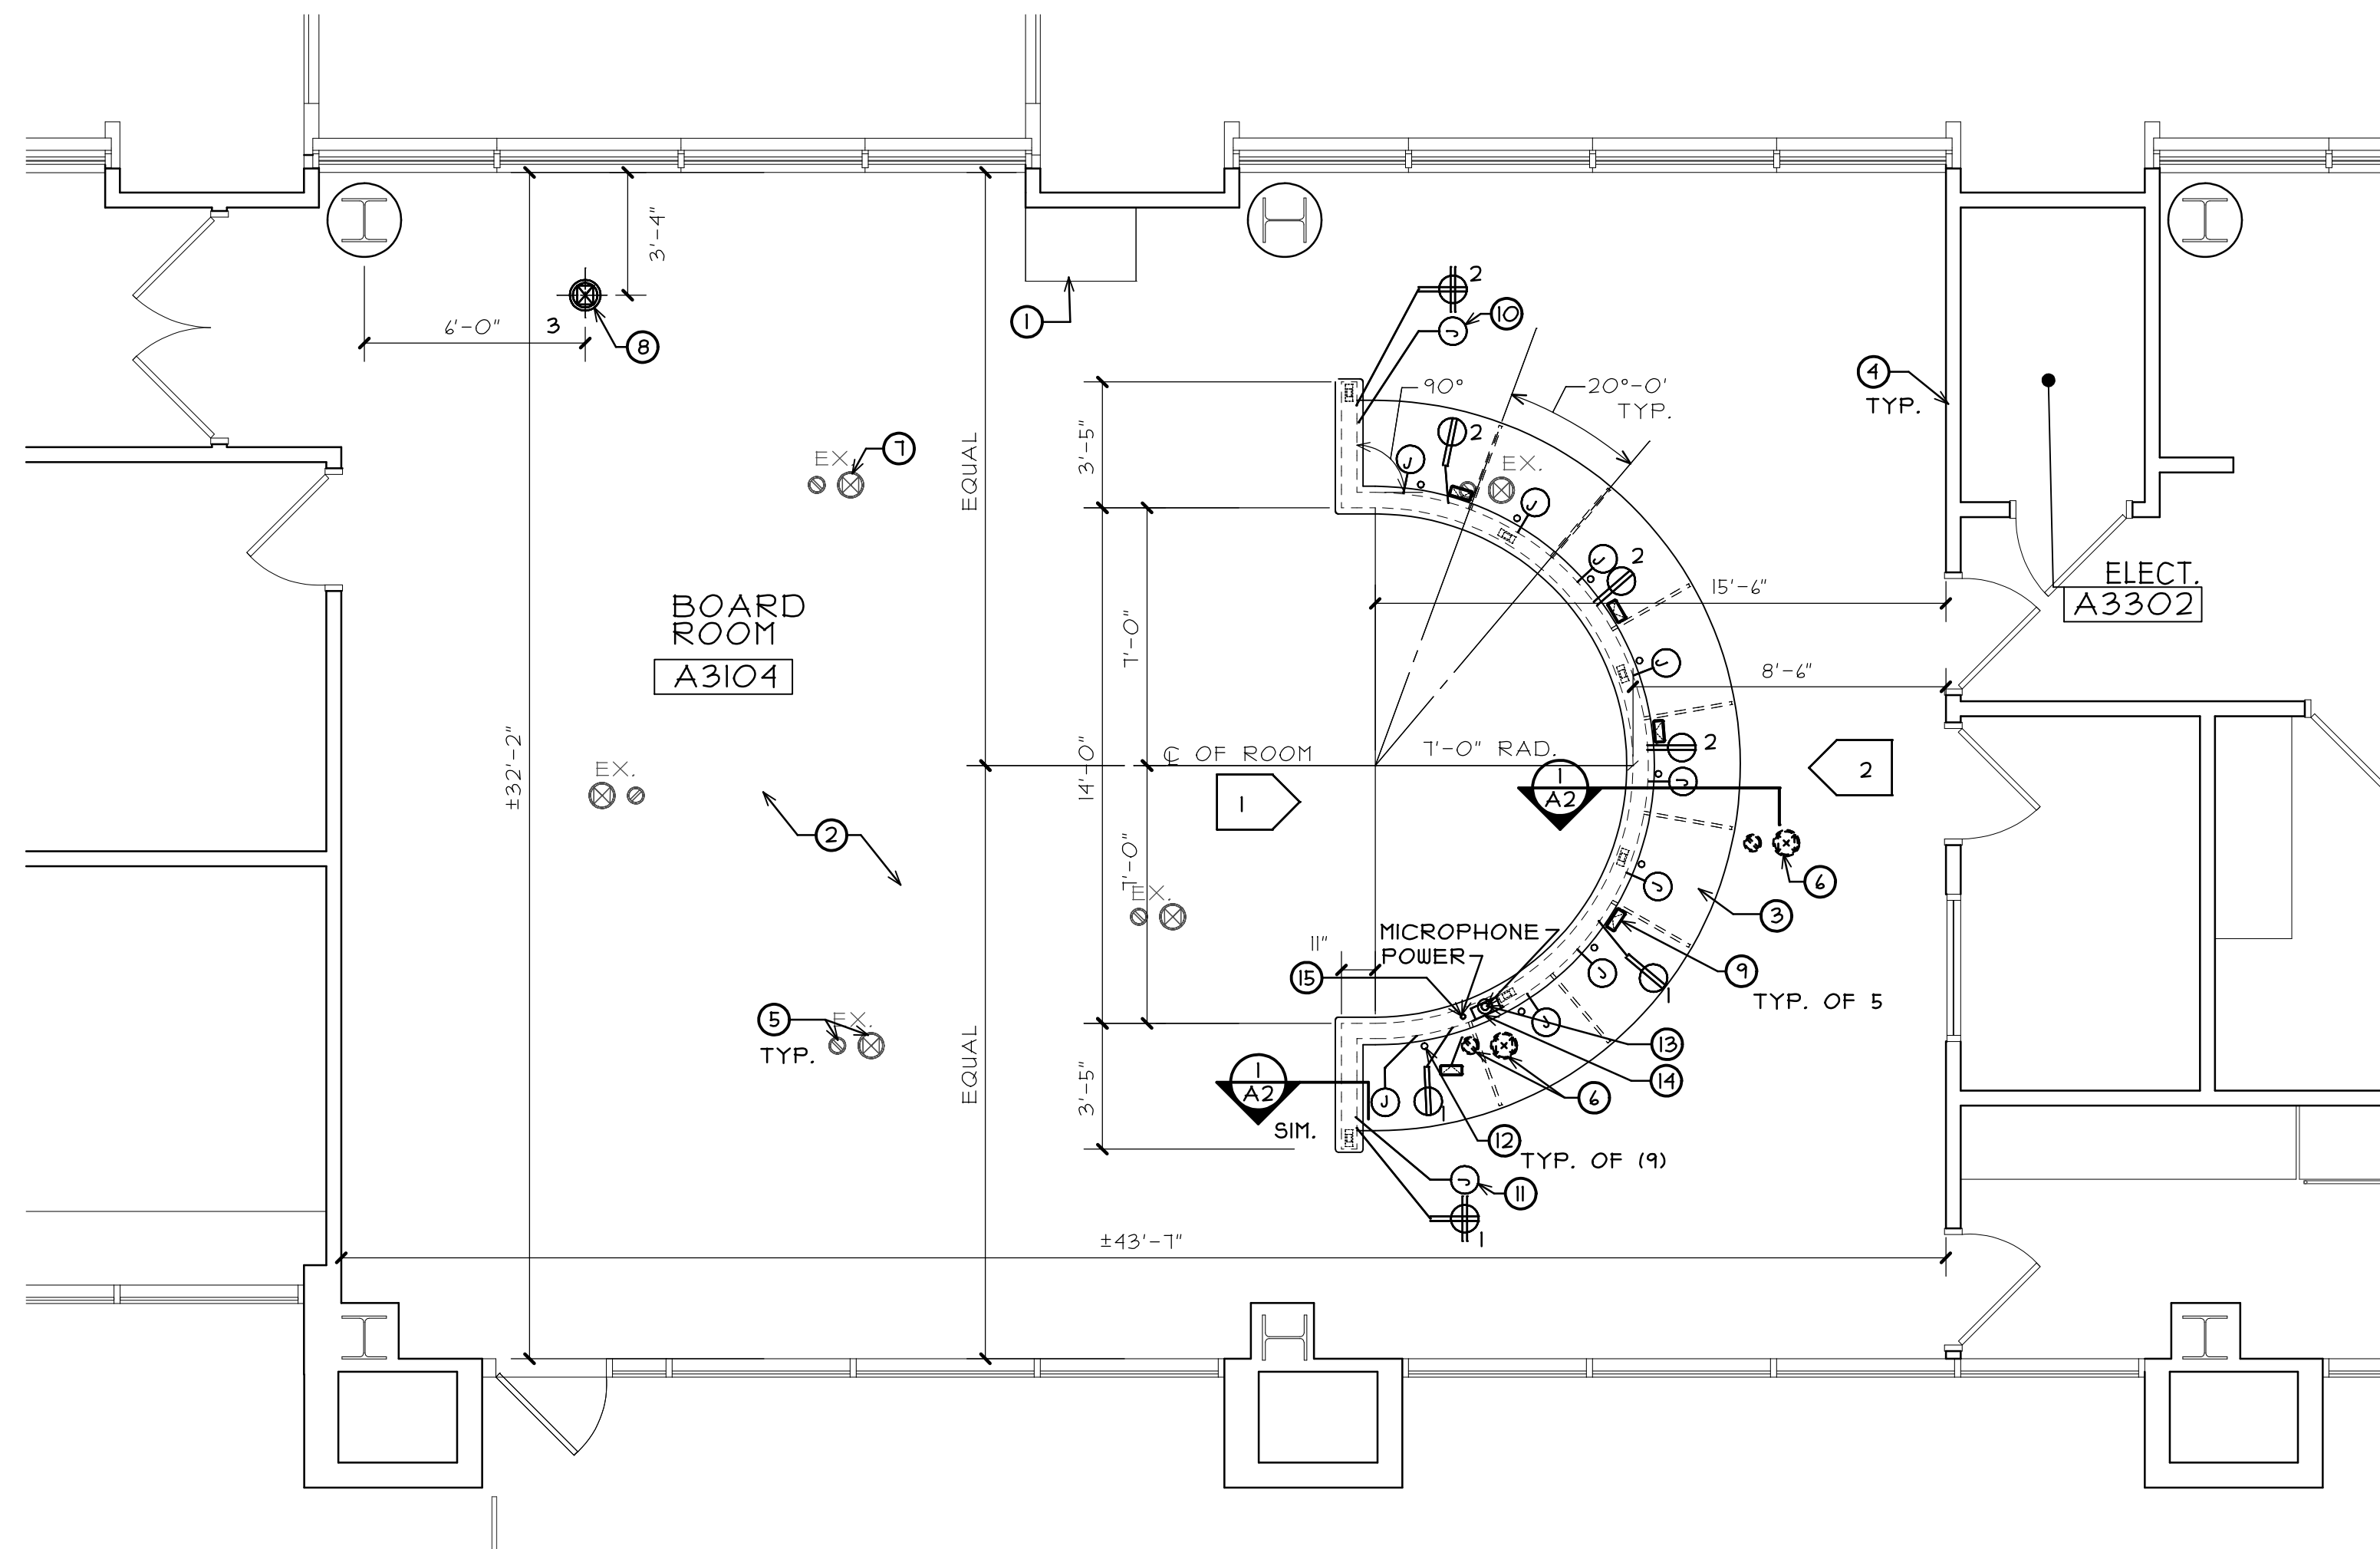 3'-4"
6'-0"
3
8
1
2
10
90°
20°-0'
TYP.
4
TYP.
3'-5"
EQUAL
EX.
7
J
2
EX.
J
J
2
15'-6"
ELECT.
A3302
BOARD
ROOM
A3104
7'-0"
J
8'-6"
±32'-2"
14'-0"
℄ OF ROOM
7'-0" RAD.
2
J
1
A2
1
2
EX.
2
6
7'-0"
EX.
J
3
11"
MICROPHONE
POWER
15
9
TYP. OF 5
J
1
5
TYP.
EX.
J
13
14
6
EQUAL
3'-5"
1
A2
SIM.
J
1
12
TYP. OF (9)
J
11
1
±43'-7"